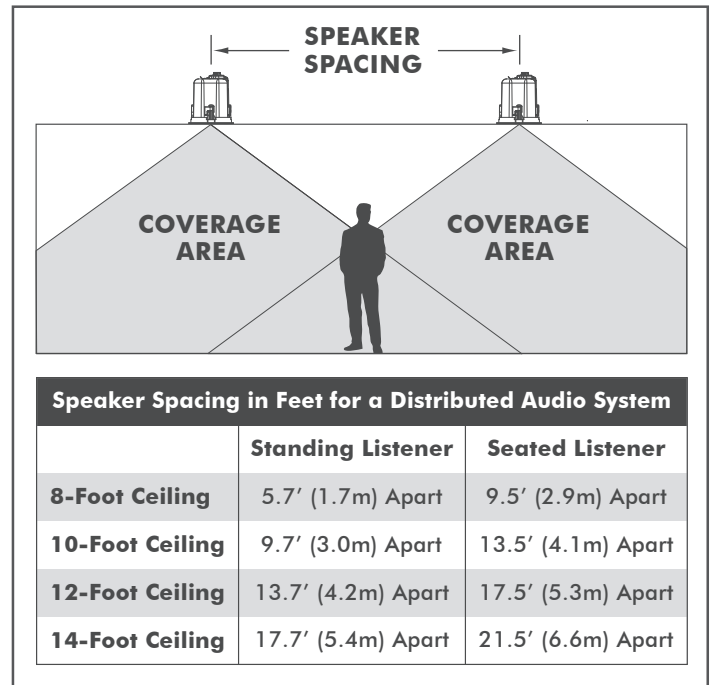 SPEAKER
SPACING
COVERAGE
AREA
COVERAGE
AREA
Speaker Spacing in Feet for a Distributed Audio System
Standing Listener Seated Listener
8-Foot Ceiling 5.7’ (1.7m) Apart 9.5’ (2.9m) Apart
10-Foot Ceiling 9.7’ (3.0m) Apart 13.5’ (4.1m) Apart
12-Foot Ceiling 13.7’ (4.2m) Apart 17.5’ (5.3m) Apart
14-Foot Ceiling 17.7’ (5.4m) Apart 21.5’ (6.6m) Apart